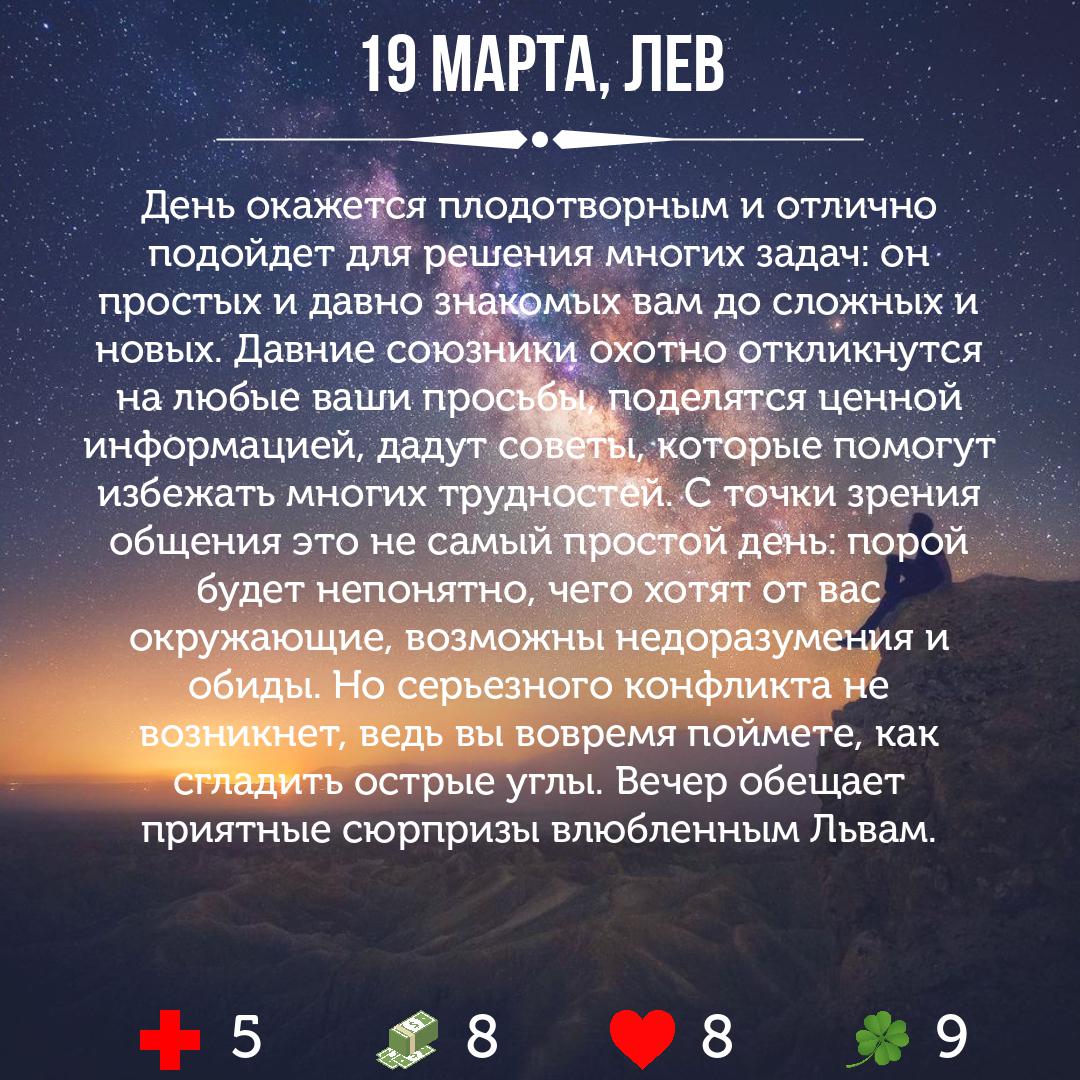 19 МАРТА, ЛЕВ
День окажется плодотворным и отлично
подойдет для решения многих задач: он
простых и давно знакомых вам до сложных и
новых. Давние союзники охотно откликнутся
на любые ваши просьбы, поделятся ценной
информацией, дадут советы, которые помогут
избежать многих трудностей. С точки зрения
общения это не самый простой день: порой
будет непонятно, чего хотят от вас
окружающие, возможны недоразумения и
обиды. Но серьезного конфликта не
возникнет, ведь вы вовремя поймете, как
сгладить острые углы. Вечер обещает
приятные сюрпризы влюбленным Львам.
5 8 8 9